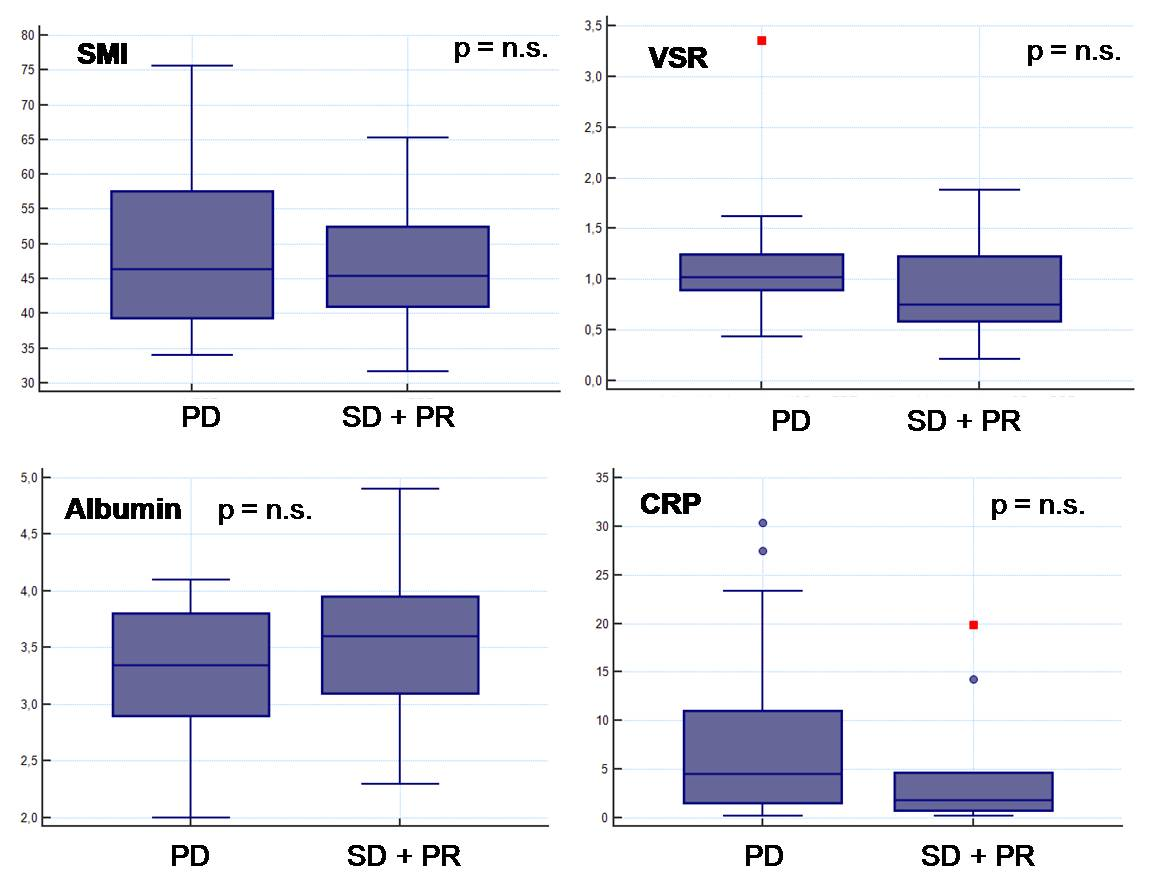 SMI
p = n.s.
80
75
70
65
60
55
50
45
40
35
30
PD
SD + PR
VSR
p = n.s.
3,5
3,0
2,5
2,0
1,5
1,0
0,5
0,0
PD
SD + PR
Albumin
p = n.s.
5,0
4,5
4,0
3,5
3,0
2,5
2,0
PD
SD + PR
CRP
p = n.s.
35
30
25
20
15
10
5
0
PD
SD + PR